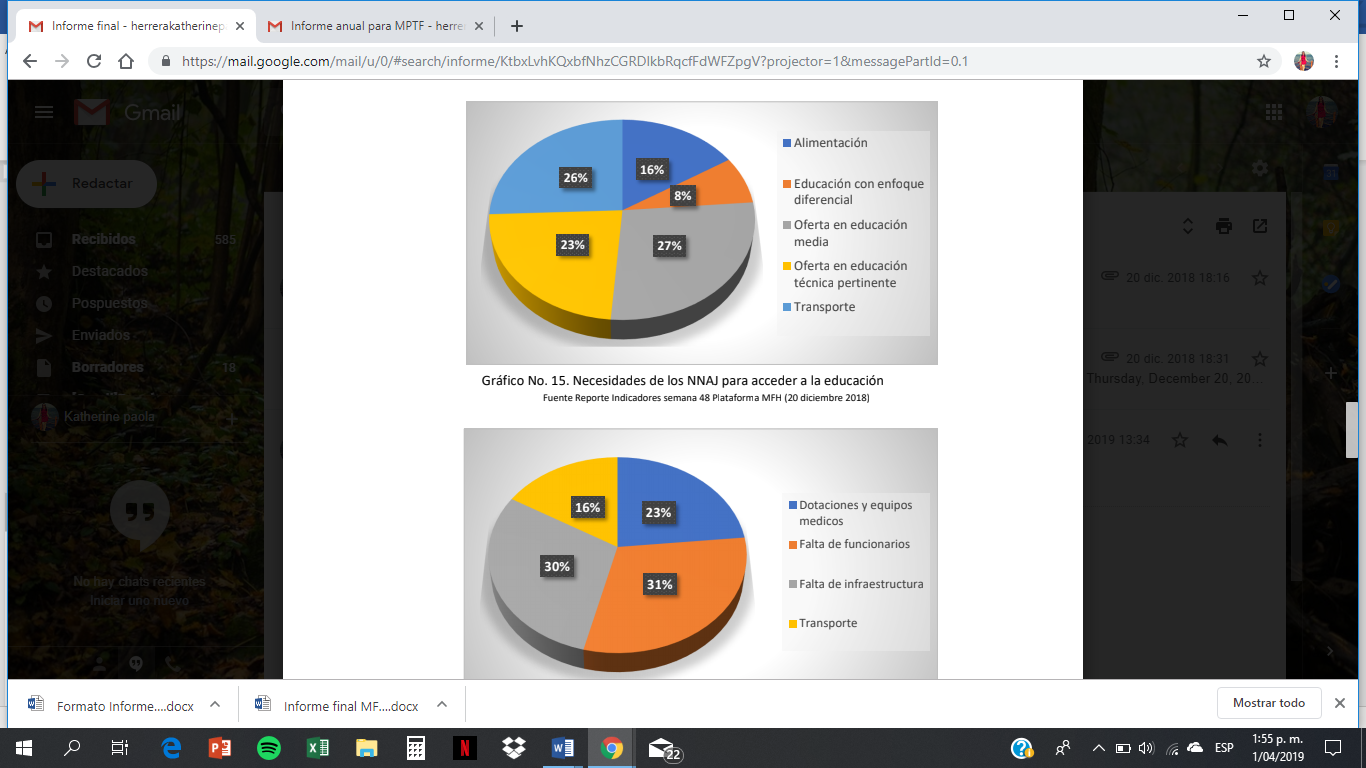 Informe final - herrerakatherinep
Informe anual para MPTF - herre
https://mail.google.com/mail/u/0/#search/informe/KtbxLvhKQxbfNhzCGRDlkbRqcfFdWFZpgV?projector=1&messagePartId=0.1
Gmail
Redactar
Recibidos 585
Destacados
Pospuestos
Enviados
Borradores 18
Katherine paola
No hay chats recientes
Iniciar uno nuevo
16%
8%
27%
23%
26%
Alimentación
Educación con enfoque
diferencial
Oferta en educación
media
Oferta en educación
técnica pertinente
Transporte
Gráfico No. 15. Necesidades de los NNAJ para acceder a la educación
Fuente Reporte Indicadores semana 48 Plataforma MFH (20 diciembre 2018)
23%
31%
30%
16%
Dotaciones y equipos
medicos
Falta de funcionarios
Falta de infraestructura
Transporte
31
20 dic. 2018 18:16
20 dic. 2018 18:31
Thursday, December 20, 20...
2019 13:34
Formato Informe....docx
Informe final MF....docx
Mostrar todo
22
ESP
1:55 p. m.
1/04/2019